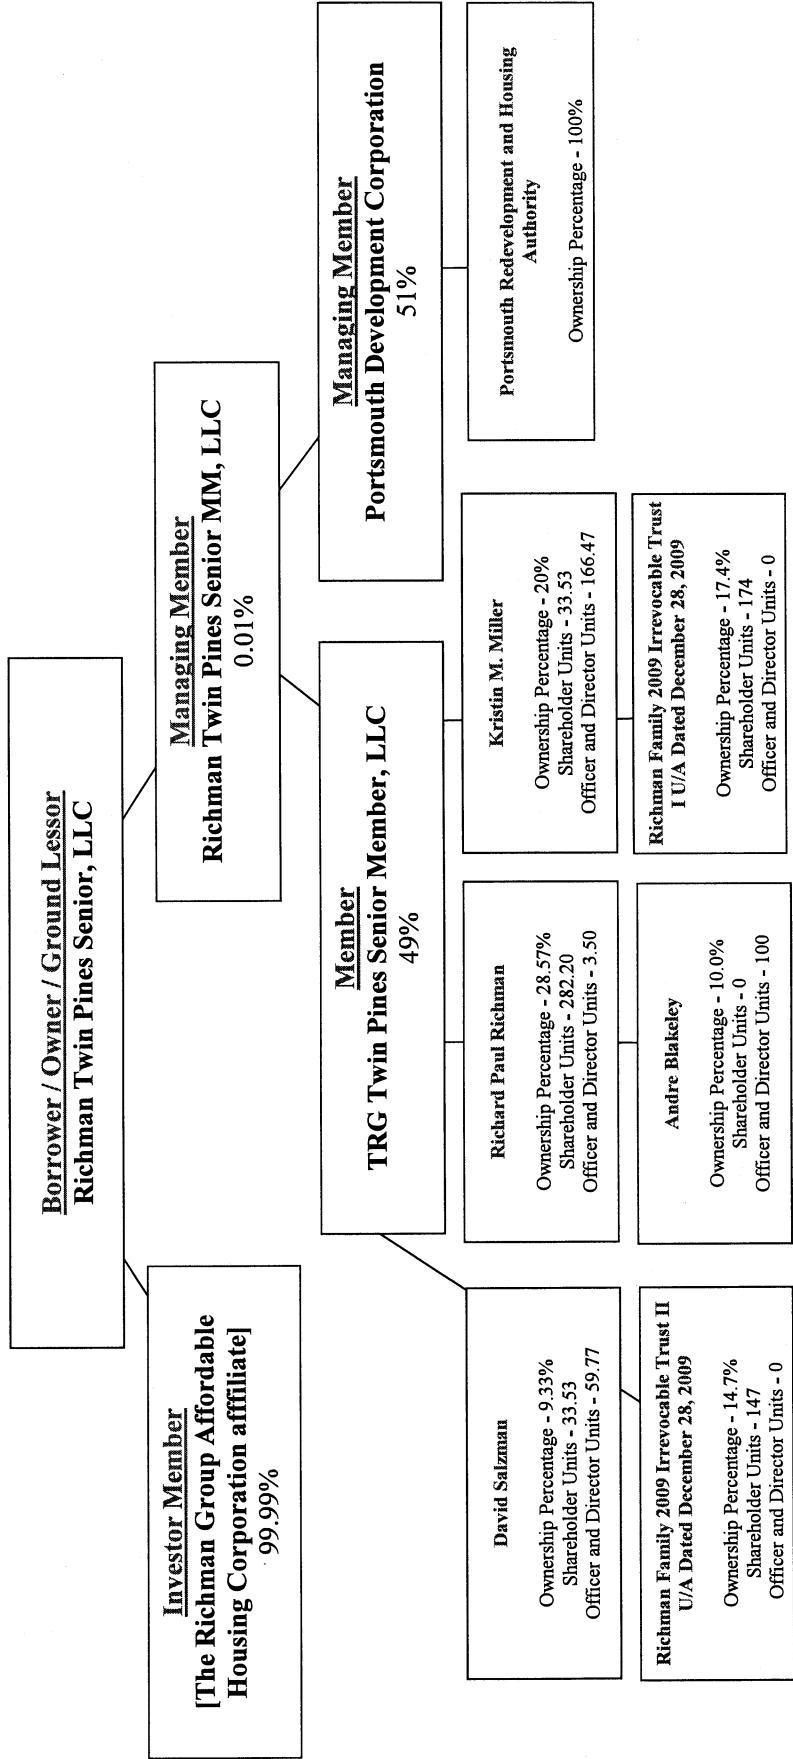 Borrower / Owner / Ground Lessor
Richman Twin Pines Senior, LLC
Investor Member
[The Richman Group Affordable
Housing Corporation afffiliate]
99.99%
Managing Member
Richman Twin Pines Senior MM, LLC
0.01%
Member
TRG Twin Pines Senior Member, LLC
49%
Managing Member
Portsmouth Development Corporation
51%
David Salzman
Ownership Percentage - 9.33%
Shareholder Units - 33.53
Officer and Director Units - 59.77
Richard Paul Richman
Ownership Percentage - 28.57%
Shareholder Units - 282.20
Officer and Director Units - 3.50
Kristin M. Miller
Ownership Percentage - 20%
Shareholder Units - 33.53
Officer and Director Units - 166.47
Portsmouth Redevelopment and Housing
Authority
Ownership Percentage - 100%
Richman Family 2009 Irrevocable Trust II
U/A Dated December 28, 2009
Ownership Percentage - 14.7%
Shareholder Units - 147
Officer and Director Units - 0
Andre Blakeley
Ownership Percentage - 10.0%
Shareholder Units - 0
Officer and Director Units - 100
Richman Family 2009 Irrevocable Trust
I U/A Dated December 28, 2009
Ownership Percentage - 17.4%
Shareholder Units - 174
Officer and Director Units - 0